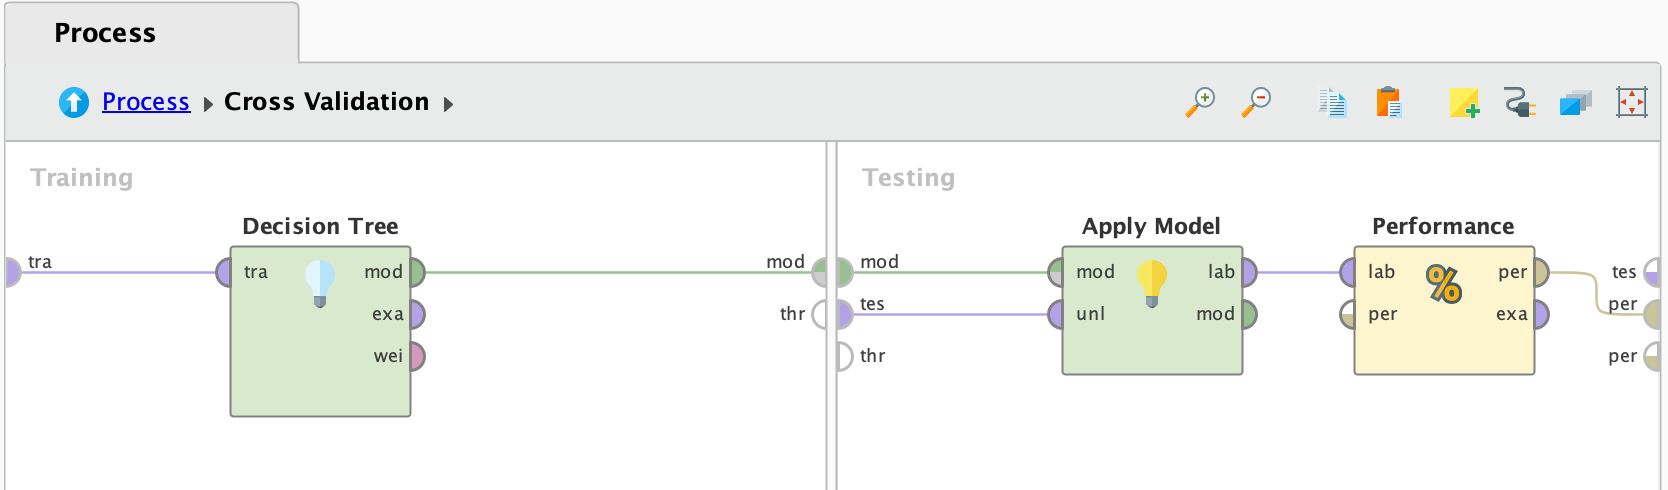 Process
Process Cross Validation
Training
Testing
Decision Tree
tra
tra
mod
exa
wei
mod
thr
mod
tes
thr
Apply Model
mod
unl
lab
mod
Performance
lab
per
%
per
exa
tes
per
per